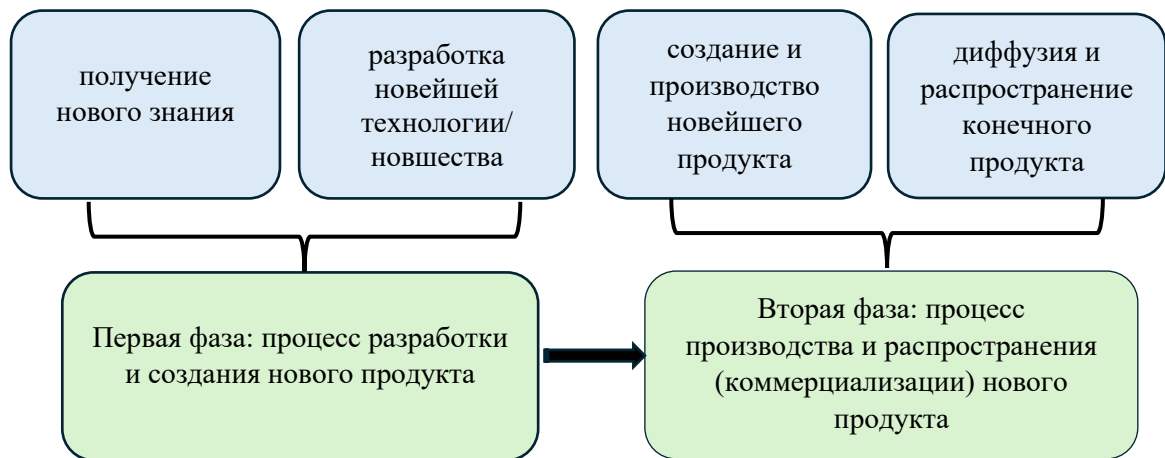 получение
нового знания
разработка
новейшей
технологии/
новшества
создание и
производство
новейшего
продукта
диффузия и
распространение
конечного
продукта
Первая фаза: процесс разработки
и создания нового продукта
Вторая фаза: процесс
производства и распространения
(коммерциализации) нового
продукта